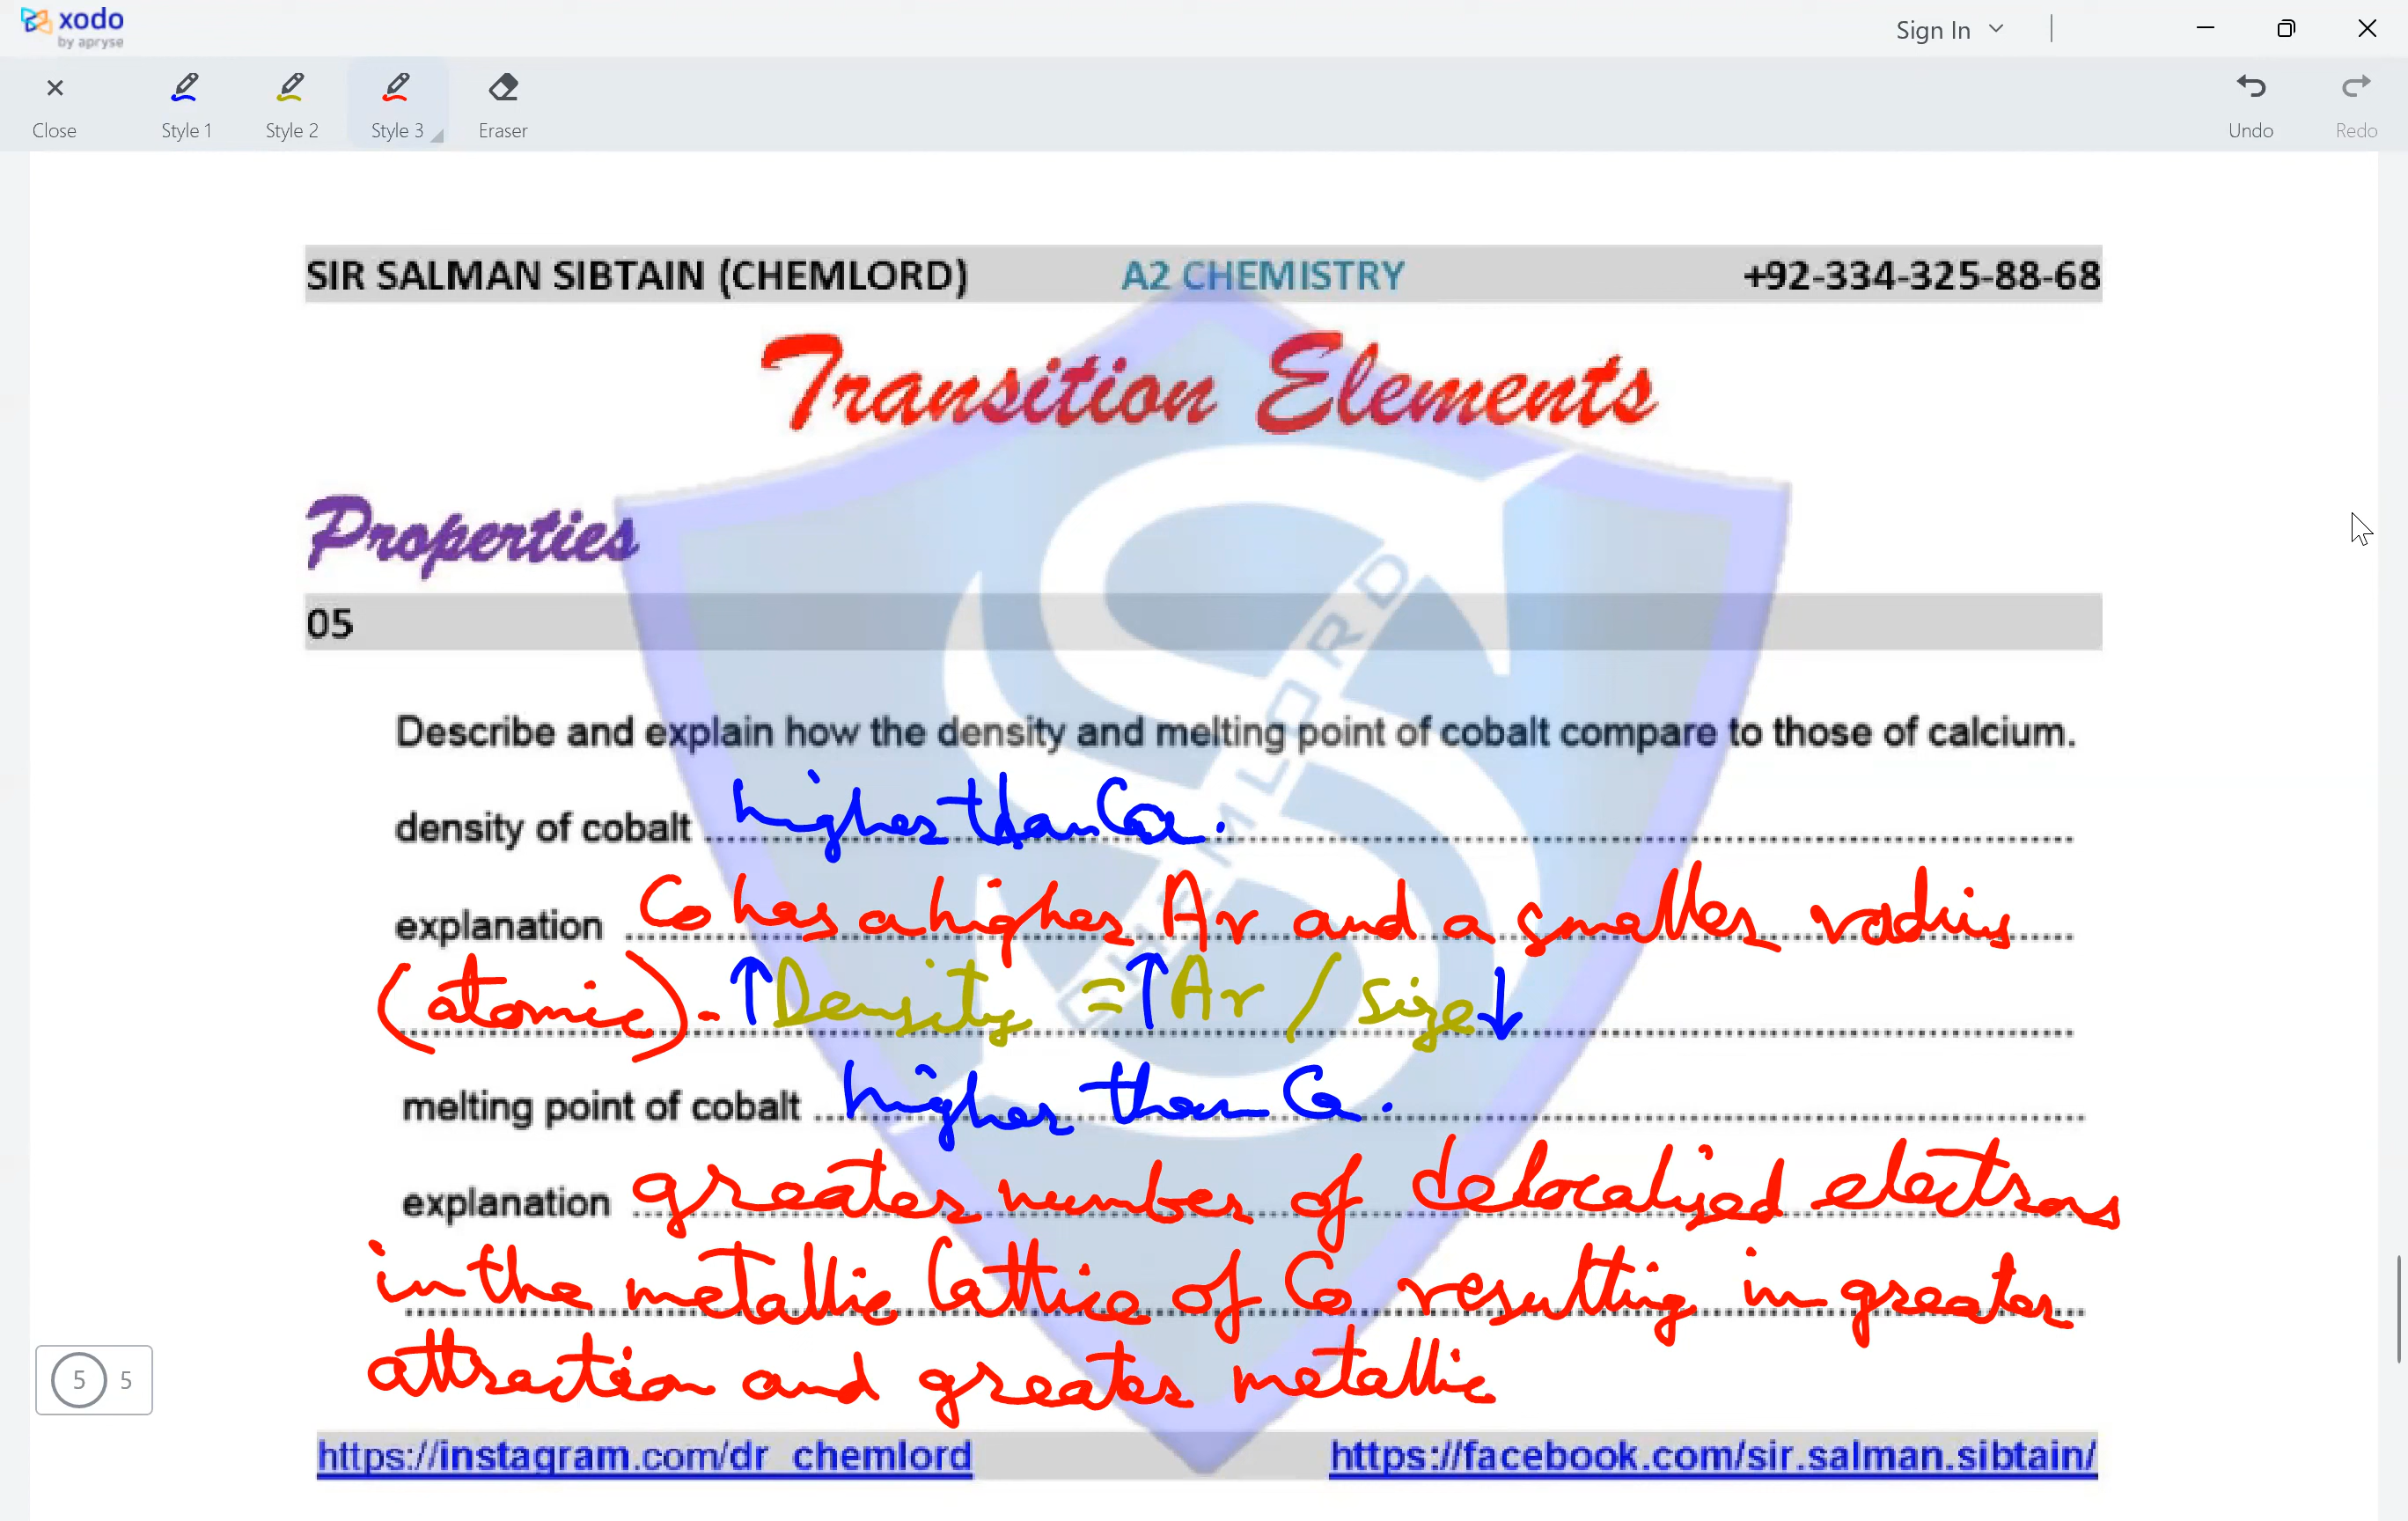 xodo
by apryse
Sign In
Close
Style 1
Style 2
Style 3
Eraser
Undo
Redo
SIR SALMAN SIBTAIN (CHEMLORD) A2 CHEMISTRY +92-334-325-88-68
Transition Elements
Properties
05
Describe and explain how the density and melting point of cobalt compare to those of calcium.
density of cobalt higher than Ca.
explanation Co has a higher Ar and a smaller radius
(atomic). ↑Density = ↑Ar / size↓
melting point of cobalt higher than Ca.
explanation greater number of delocalised electrons
in the metallic lattice of Co resulting in greater
attraction and greater metallic
5 5
https://instagram.com/dr_chemlord https://facebook.com/sir.salman.sibtain/